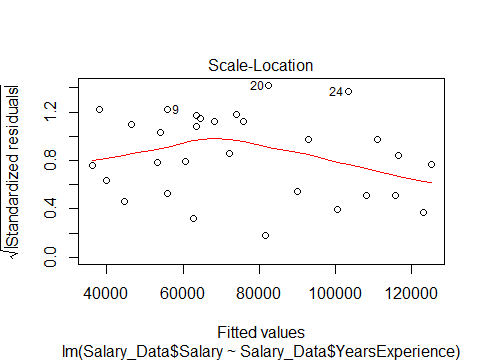 Scale-Location
√|Standardized residuals|
0.0 0.4 0.8 1.2
20
24
9
40000 60000 80000 100000 120000
Fitted values
lm(Salary_Data$Salary ~ Salary_Data$YearsExperience)